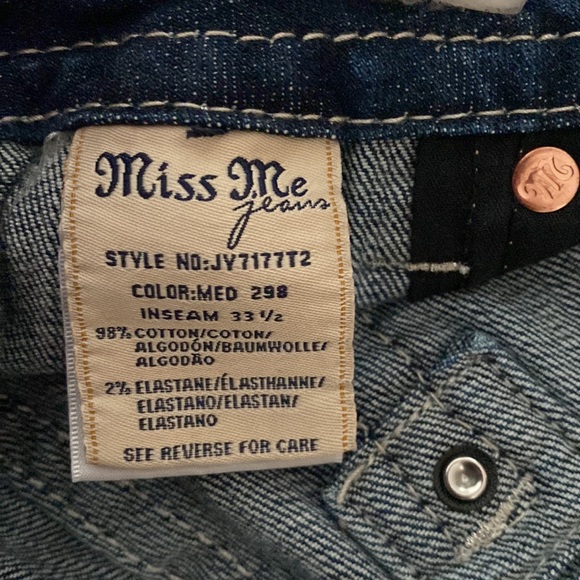 Miss Me
jeans
STYLE NO:JY7177T2
COLOR:MED 298
INSEAM 33 1/2
98% COTTON/COTON/
ALGODÓN/BAUMWOLLE/
ALGODÃO
2% ELASTANE/ÉLASTHANNE/
ELASTANO/ELASTAN/
ELASTANO
SEE REVERSE FOR CARE